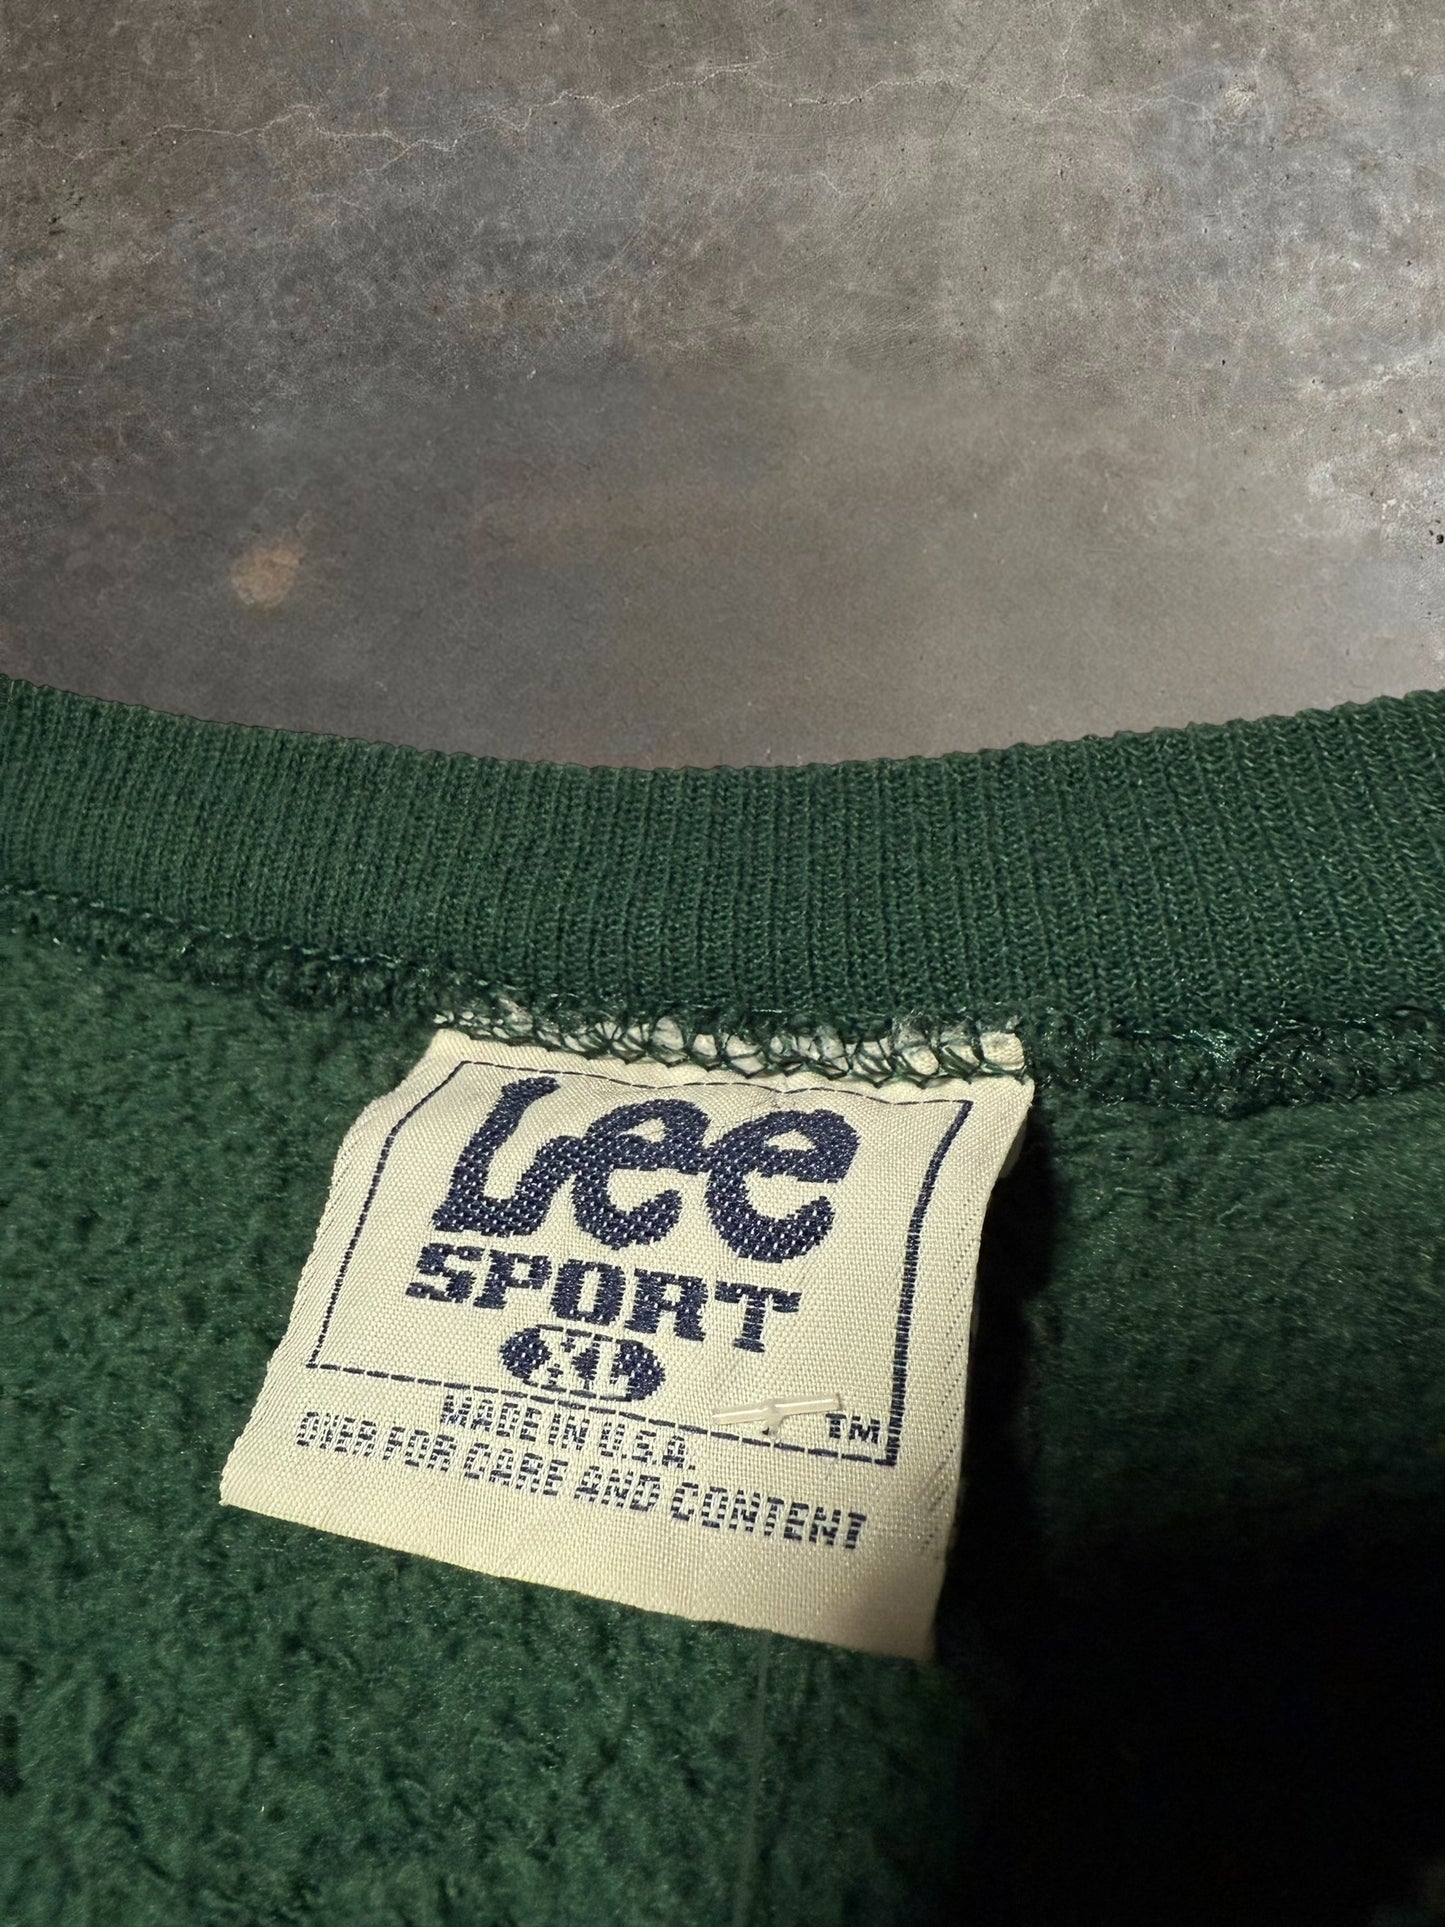 Lee
SPORT
XL
TM
MADE IN U.S.A.
OVER FOR CARE AND CONTENT